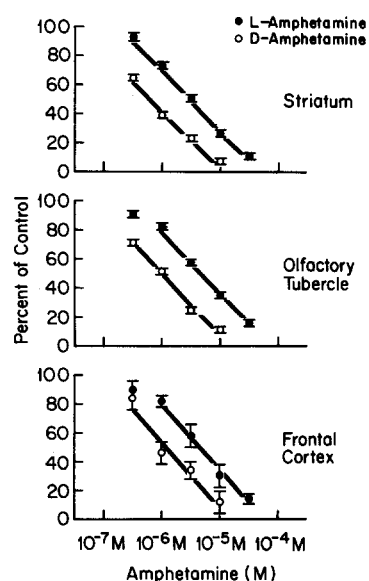 ● L-Amphetamine
○ D-Amphetamine
100
80
60
40
20
0
Striatum
100
80
60
40
20
0
Olfactory
Tubercle
100
80
60
40
20
0
Frontal
Cortex
Percent of Control
10⁻⁷M 10⁻⁶M 10⁻⁵M 10⁻⁴M
Amphetamine (M)